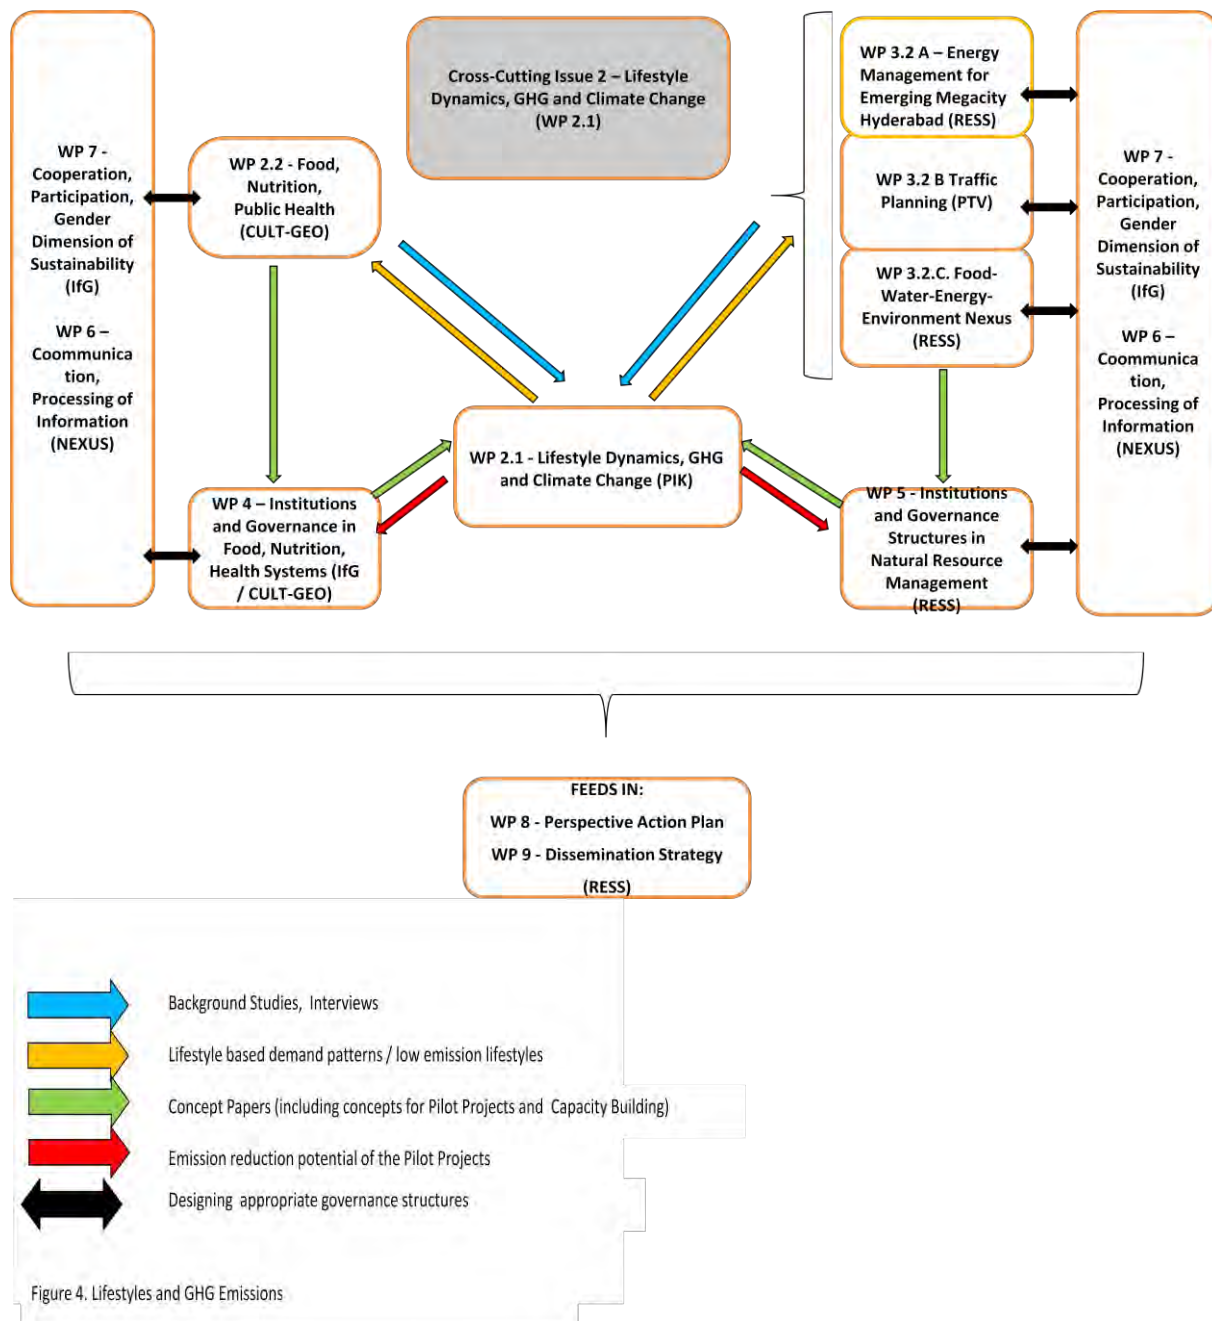 Cross-Cutting Issue 2 – Lifestyle
Dynamics, GHG and Climate Change
(WP 2.1)
WP 7 -
Cooperation,
Participation,
Gender
Dimension of
Sustainability
(IfG)
WP 6 –
Coommunica
tion,
Processing of
Information
(NEXUS)
WP 2.2 - Food,
Nutrition,
Public Health
(CULT-GEO)
WP 4 – Institutions
and Governance in
Food, Nutrition,
Health Systems (IfG
/ CULT-GEO)
WP 2.1 - Lifestyle Dynamics, GHG
and Climate Change (PIK)
WP 3.2 A – Energy
Management for
Emerging Megacity
Hyderabad (RESS)
WP 3.2 B Traffic
Planning (PTV)
WP 3.2.C. Food-
Water-Energy-
Environment Nexus
(RESS)
WP 5 - Institutions
and Governance
Structures in
Natural Resource
Management
(RESS)
WP 7 -
Cooperation,
Participation,
Gender
Dimension of
Sustainability
(IfG)
WP 6 –
Coommunica
tion,
Processing of
Information
(NEXUS)
FEEDS IN:
WP 8 - Perspective Action Plan
WP 9 - Dissemination Strategy
(RESS)
Background Studies, Interviews
Lifestyle based demand patterns / low emission lifestyles
Concept Papers (including concepts for Pilot Projects and Capacity Building)
Emission reduction potential of the Pilot Projects
Designing appropriate governance structures
Figure 4. Lifestyles and GHG Emissions